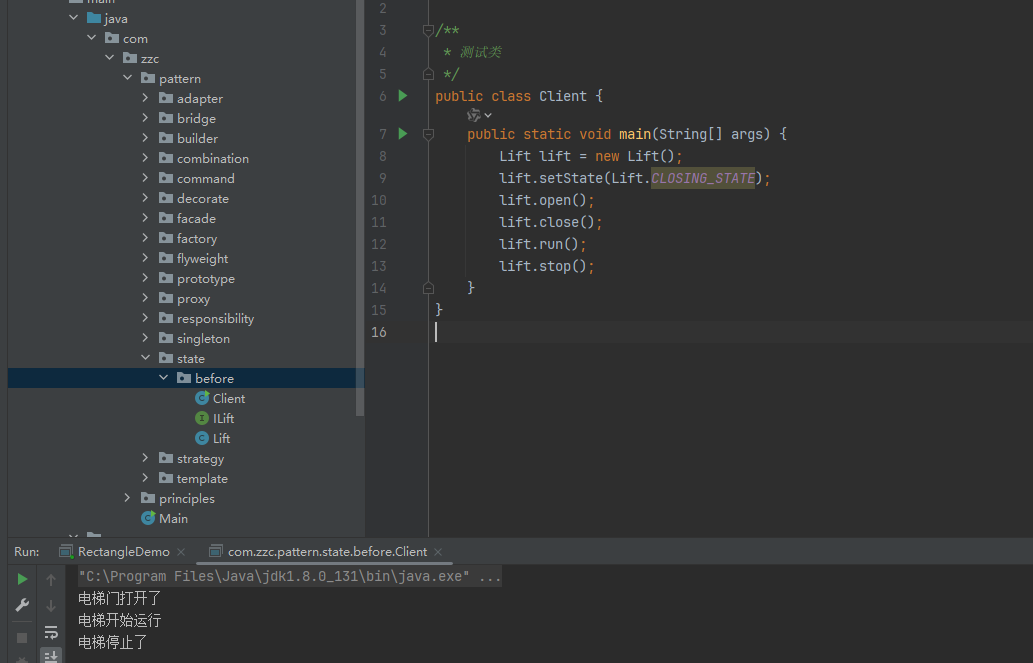 main
java
com
zzc
pattern
adapter
bridge
builder
combination
command
decorate
facade
factory
flyweight
prototype
proxy
responsibility
singleton
state
before
Client
ILift
Lift
strategy
template
principles
Main
2
3 /**
4 * 测试类
5 */
6 public class Client {
7 public static void main(String[] args) {
8 Lift lift = new Lift();
9 lift.setState(Lift.CLOSING_STATE);
10 lift.open();
11 lift.close();
12 lift.run();
13 lift.stop();
14 }
15 }
16
Run: RectangleDemo × com.zzc.pattern.state.before.Client ×
"C:\Program Files\Java\jdk1.8.0_131\bin\java.exe" ...
电梯门打开了
电梯开始运行
电梯停止了